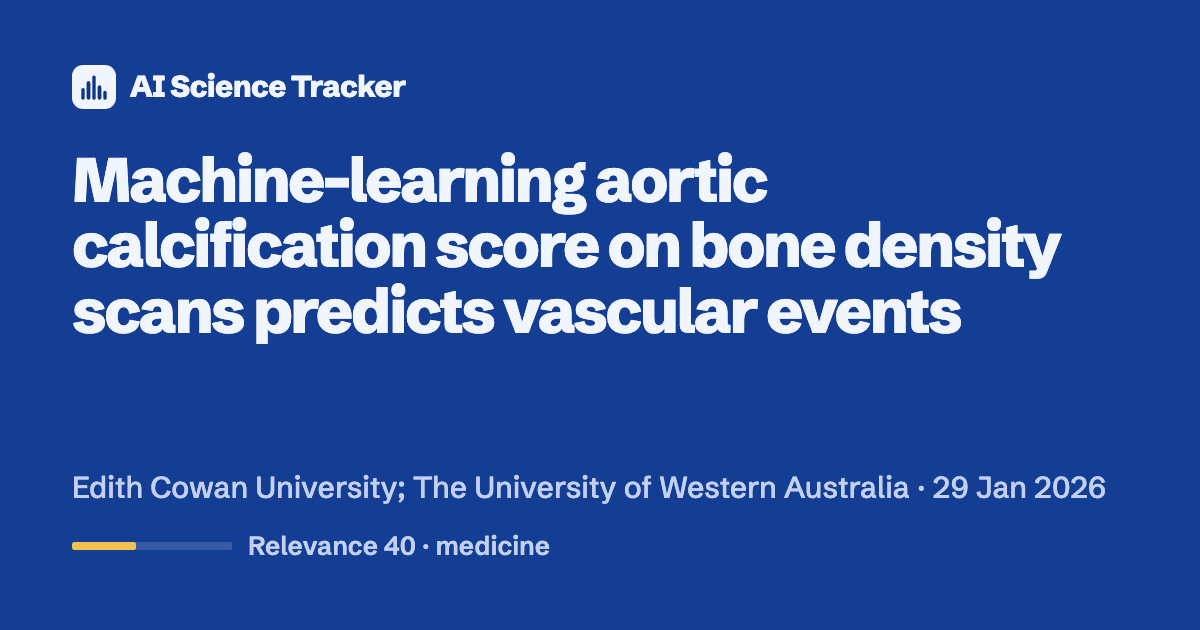 AI Science Tracker
Machine-learning aortic
calcification score on bone density
scans predicts vascular events
Edith Cowan University; The University of Western Australia · 29 Jan 2026
Relevance 40 · medicine